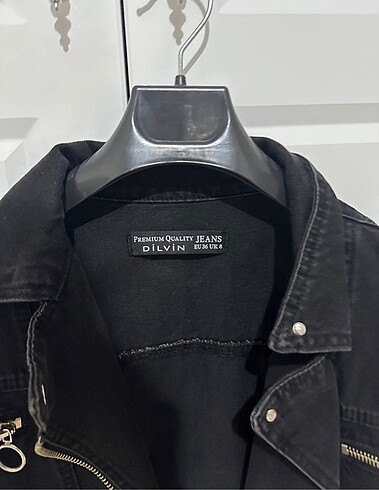 PREMIUM QUALITY JEANS
DİLVİN EU 36 UK 8